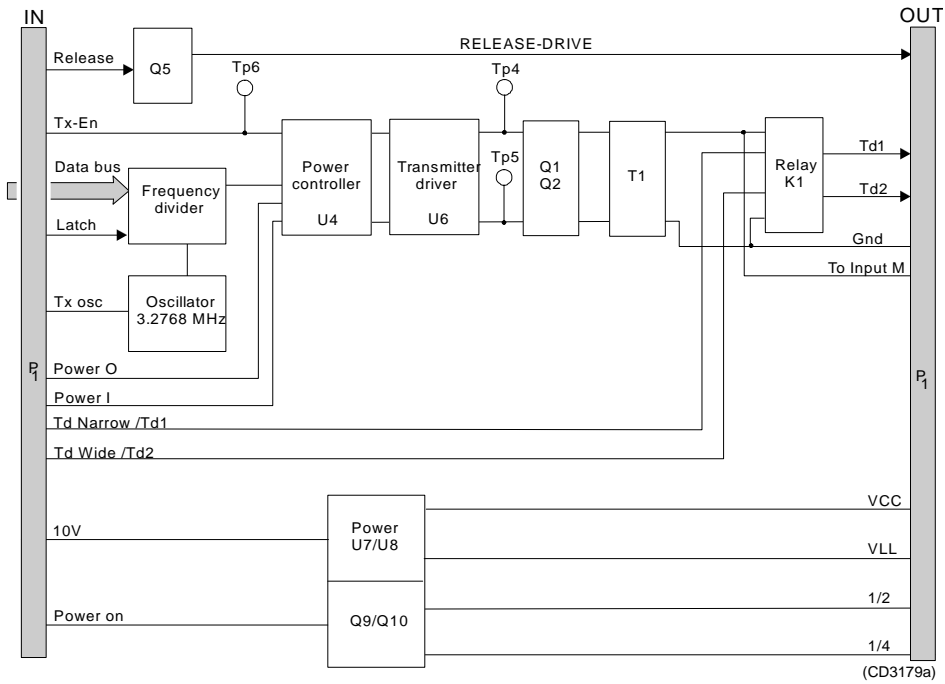 IN
OUT
Release
Q5
RELEASE-DRIVE
Tp6
Tp4
Tx-En
Data bus
Frequency
divider
Latch
Power
controller
U4
Transmitter
driver
U6
Tp5
Q1
Q2
T1
Relay
K1
Td1
Td2
Gnd
To Input M
Tx osc
Oscillator
3.2768 MHz
P1
Power O
Power I
Td Narrow /Td1
Td Wide /Td2
P1
10V
Power
U7/U8
VCC
VLL
Power on
Q9/Q10
1/2
1/4
(CD3179a)